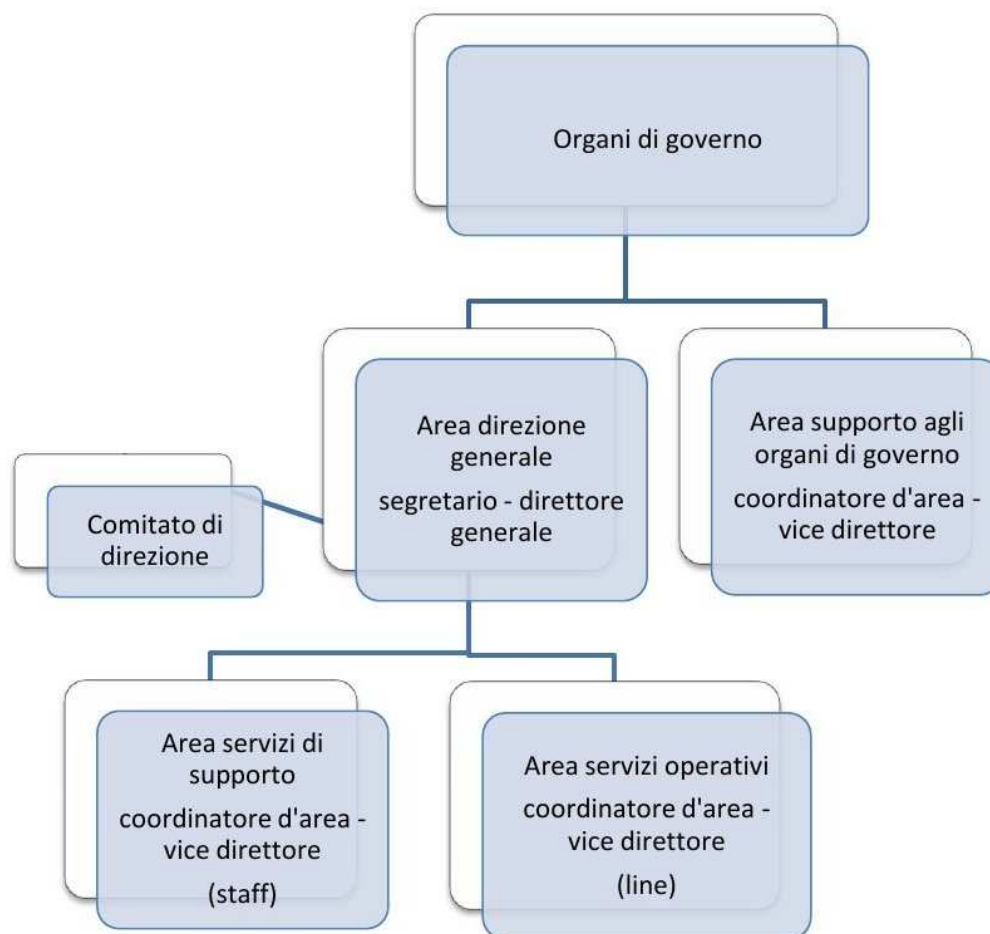 Organi di governo
Area direzione
generale
segretario - direttore
generale
Area supporto agli
organi di governo
coordinatore d'area -
vice direttore
Comitato di
direzione
Area servizi di
supporto
coordinatore d'area -
vice direttore
(staff)
Area servizi operativi
coordinatore d'area -
vice direttore
(line)